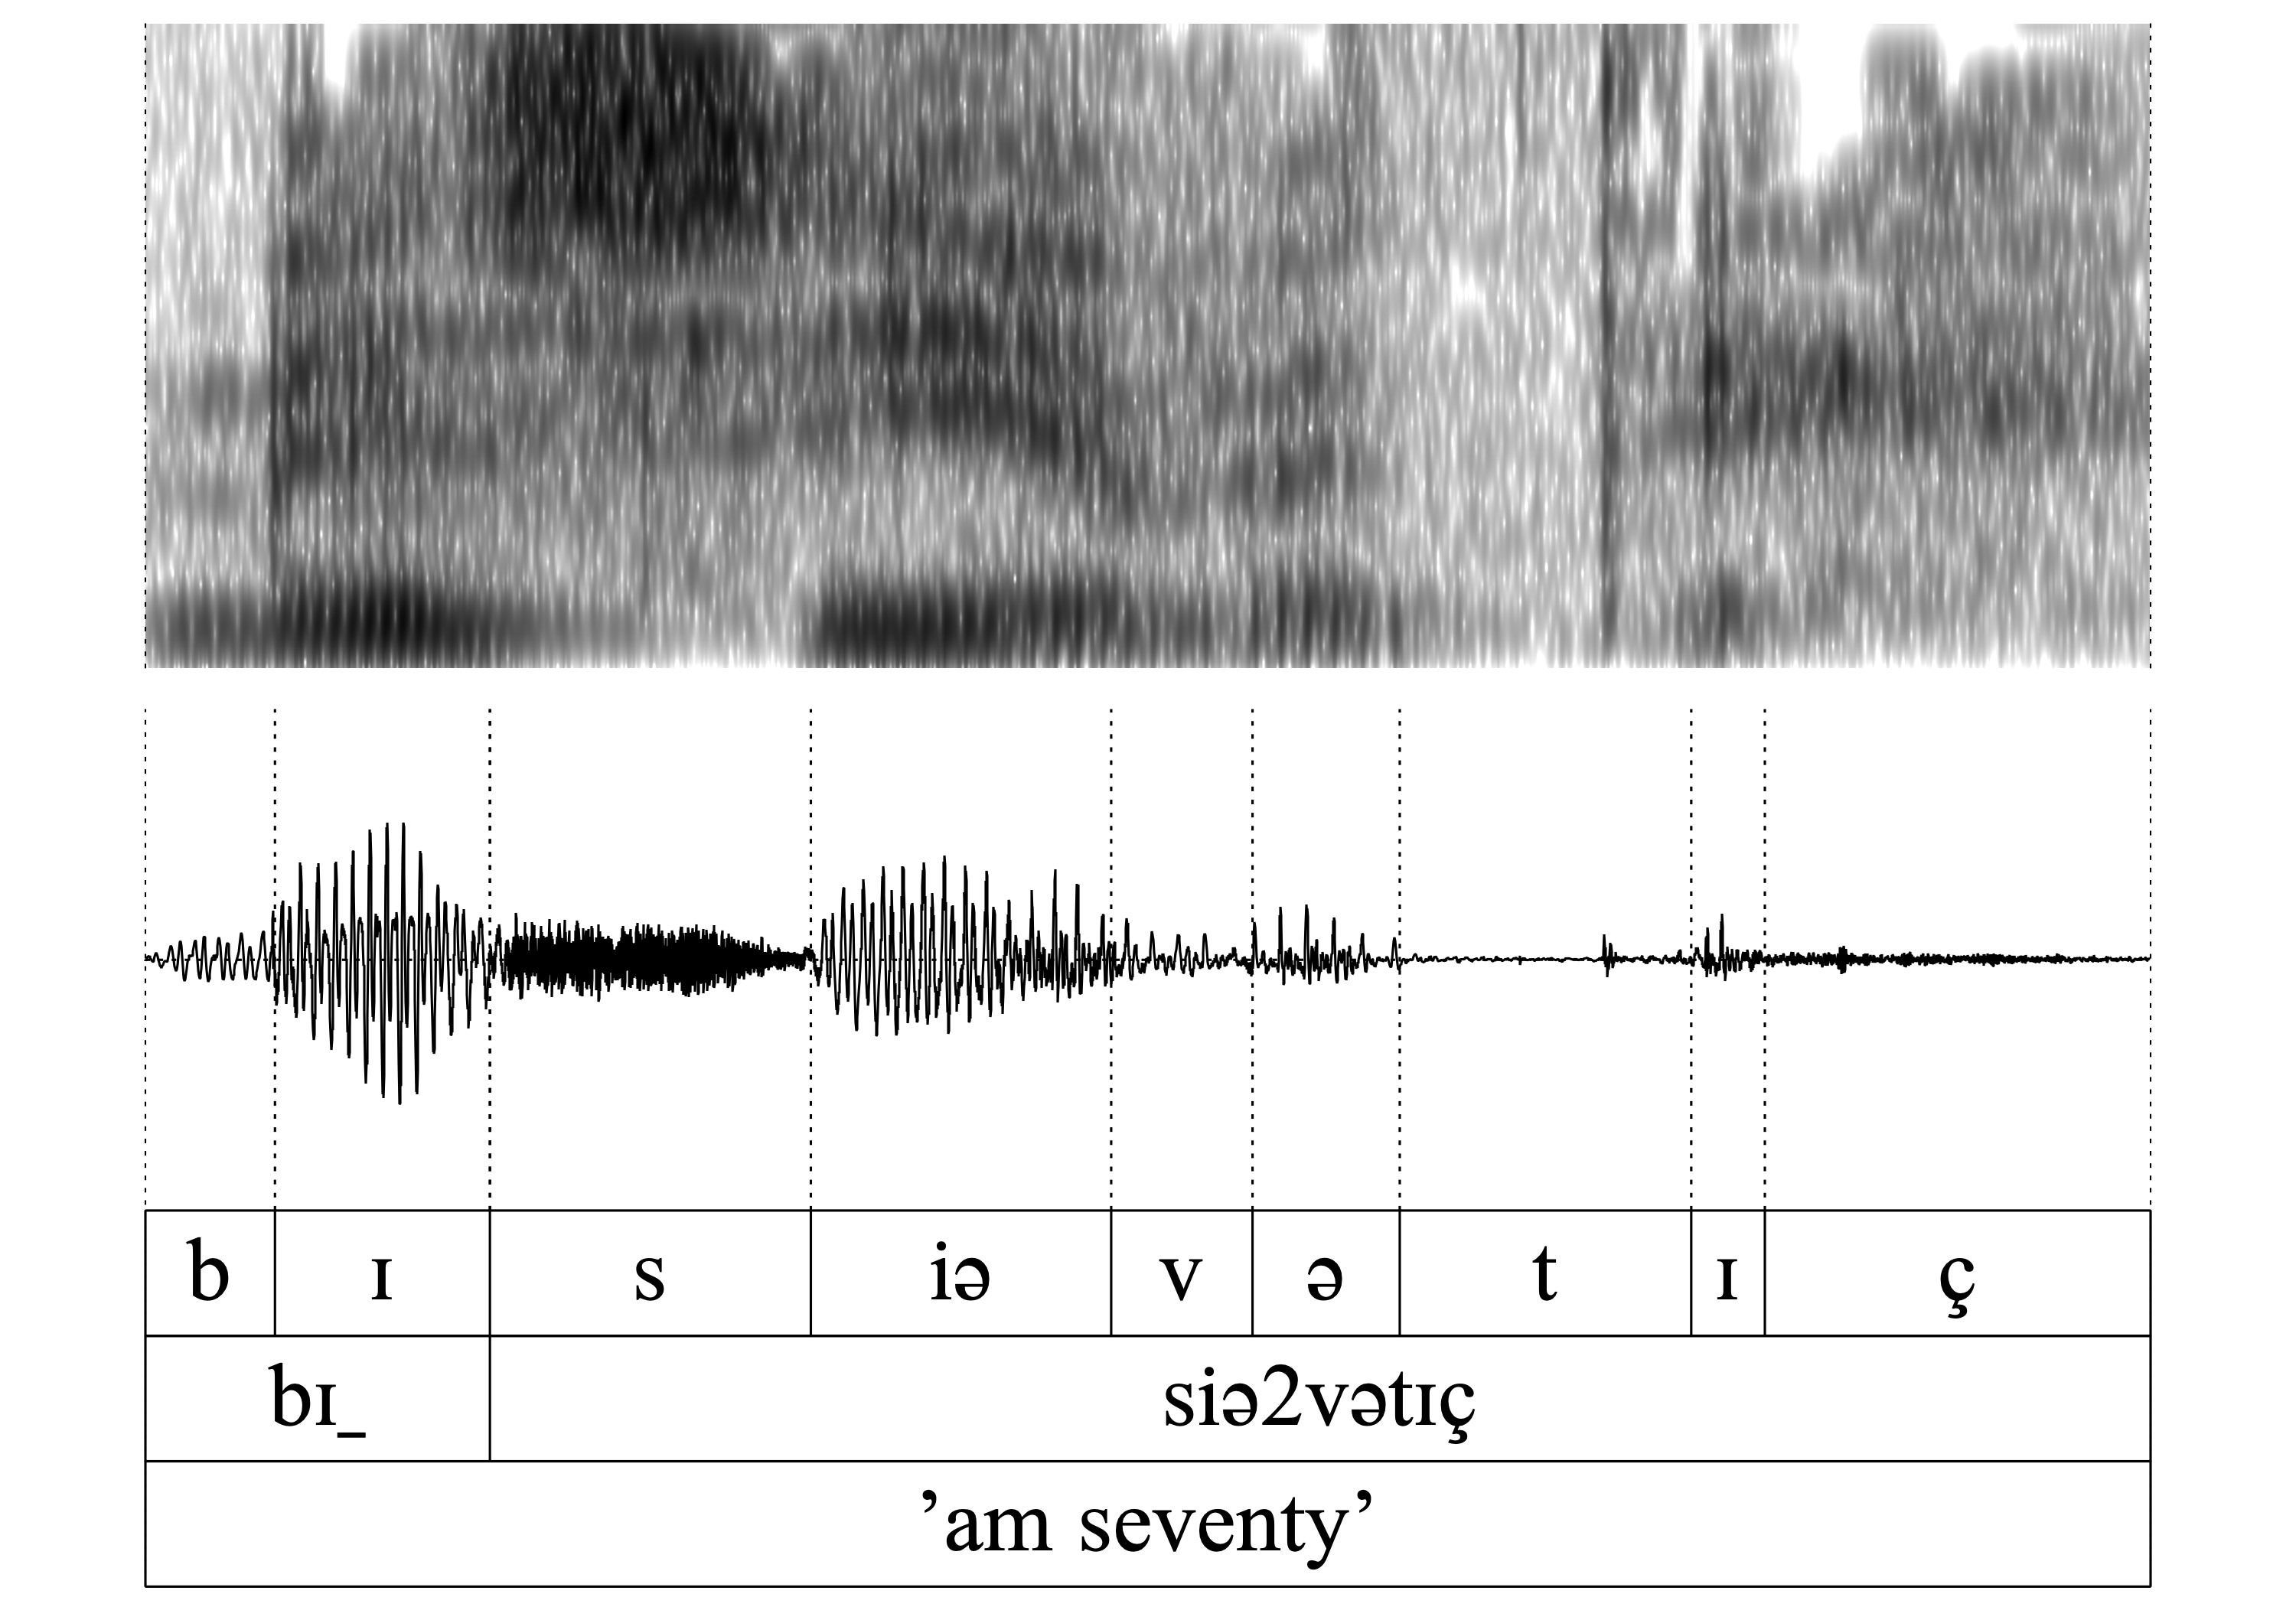 b ɪ s iə v ə t ɪ ç
bɪ_ siə2vətɪç
’am seventy’